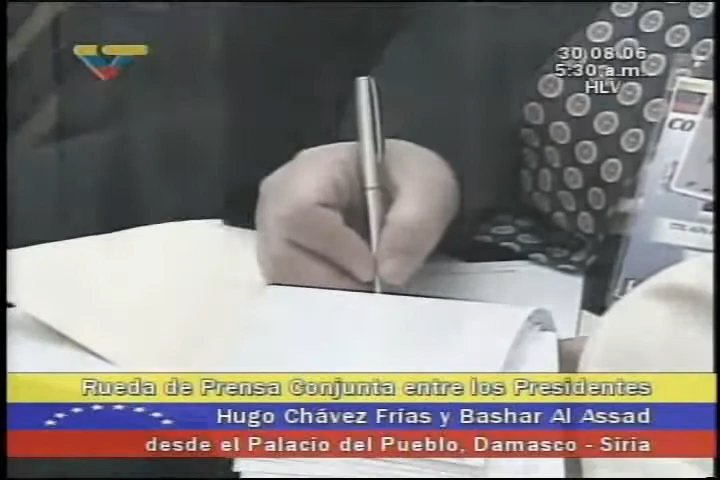 30.08.06
5:30 a.m.
HLV
CO
Rueda de Prensa Conjunta entre los Presidentes
Hugo Chávez Frías y Bashar Al Assad
desde el Palacio del Pueblo, Damasco - Siria